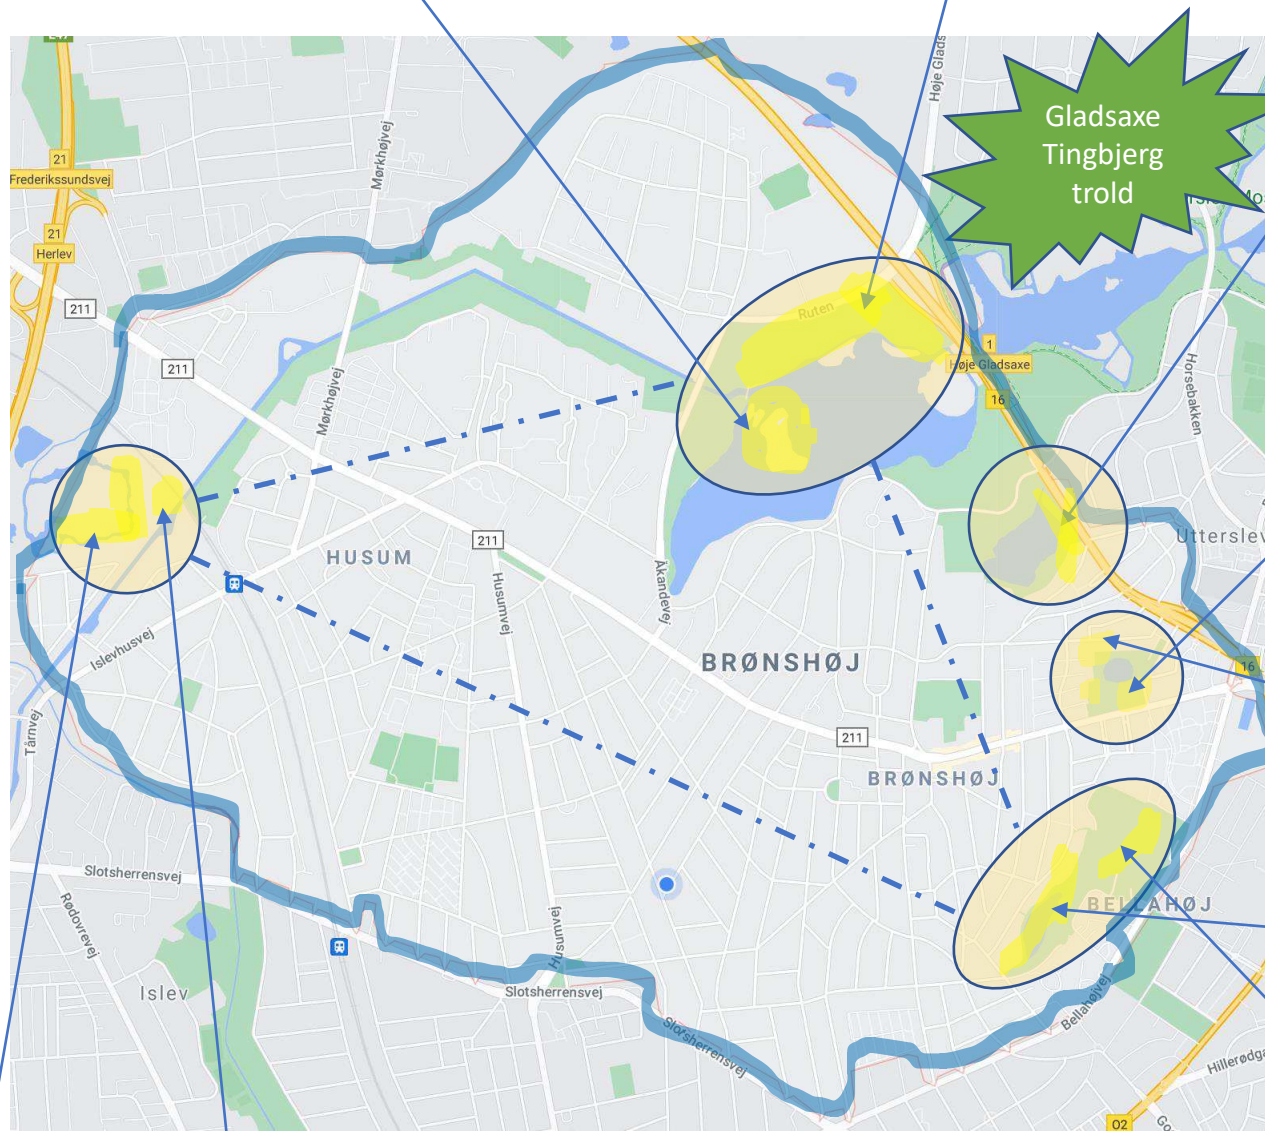 Høje Glads
Gladsaxe
Tingbjerg
trold
21
Frederikssundsvej
Mørkhøjvej
21
Herlev
211
211
Ruten
1
Høje Gladsaxe
16
Horsebakken
Mørkhøjvej
211
HUSUM
Utterslev
Husumvej
Åkandevej
Islevhusvej
BRØNSHØJ
16
Tårnvej
211
BRØNSHØJ
Slotsherrensvej
Rødovrevej
BELLAHØJ
Husumvej
Islev
Slotsherrensvej
Bellahøjvej
Slotsherrensvej
Hillerødga
O2